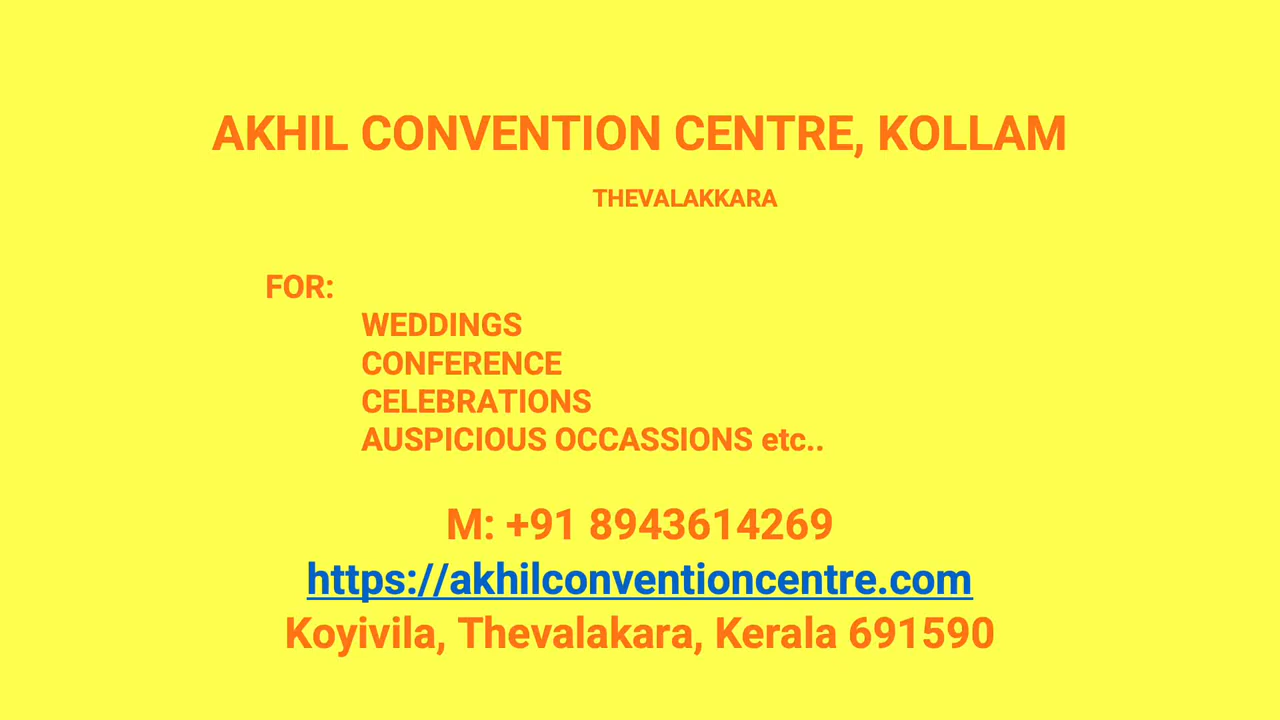 AKHIL CONVENTION CENTRE, KOLLAM
THEVALAKKARA
FOR:
WEDDINGS
CONFERENCE
CELEBRATIONS
AUSPICIOUS OCCASSIONS etc..
M: +91 8943614269
https://akhilconventioncentre.com
Koyivila, Thevalakara, Kerala 691590